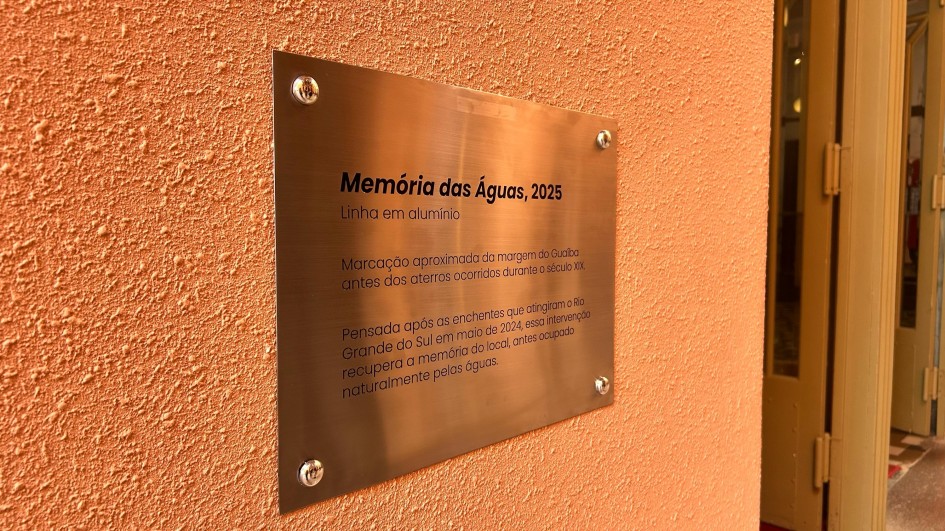 Memória das Águas, 2025
Linha em alumínio
Marcação aproximada da margem do Guaíba
antes dos aterros ocorridos durante o século XIX.
Pensada após as enchentes que atingiram o Rio
Grande do Sul em maio de 2024, essa intervenção
recupera a memória do local, antes ocupado
naturalmente pelas águas.